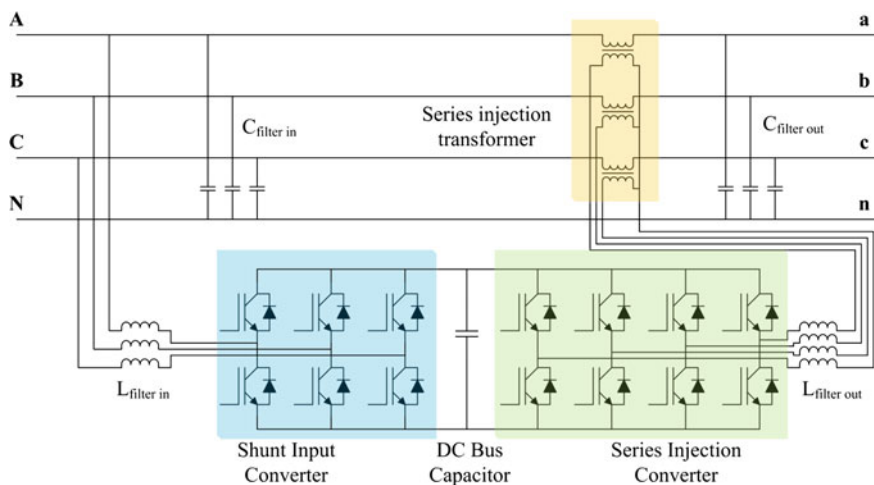 A
a
B
b
C filter in
Series injection
transformer
C filter out
C
c
N
n
L filter in
L filter out
Shunt Input
Converter
DC Bus
Capacitor
Series Injection
Converter